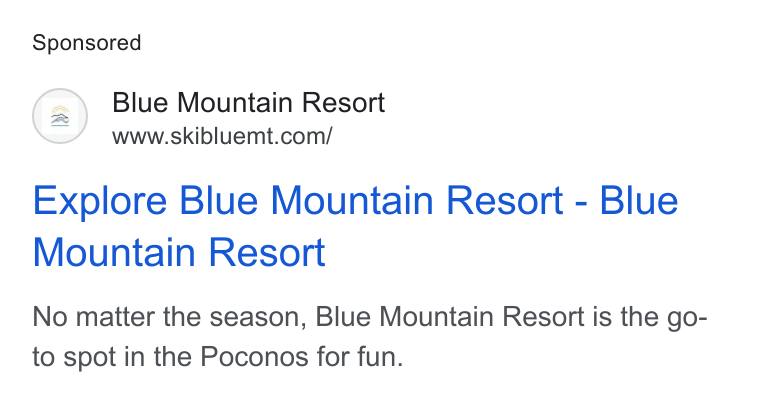 Sponsored
Blue Mountain Resort
www.skibluemt.com/
Explore Blue Mountain Resort - Blue
Mountain Resort
No matter the season, Blue Mountain Resort is the go-
to spot in the Poconos for fun.